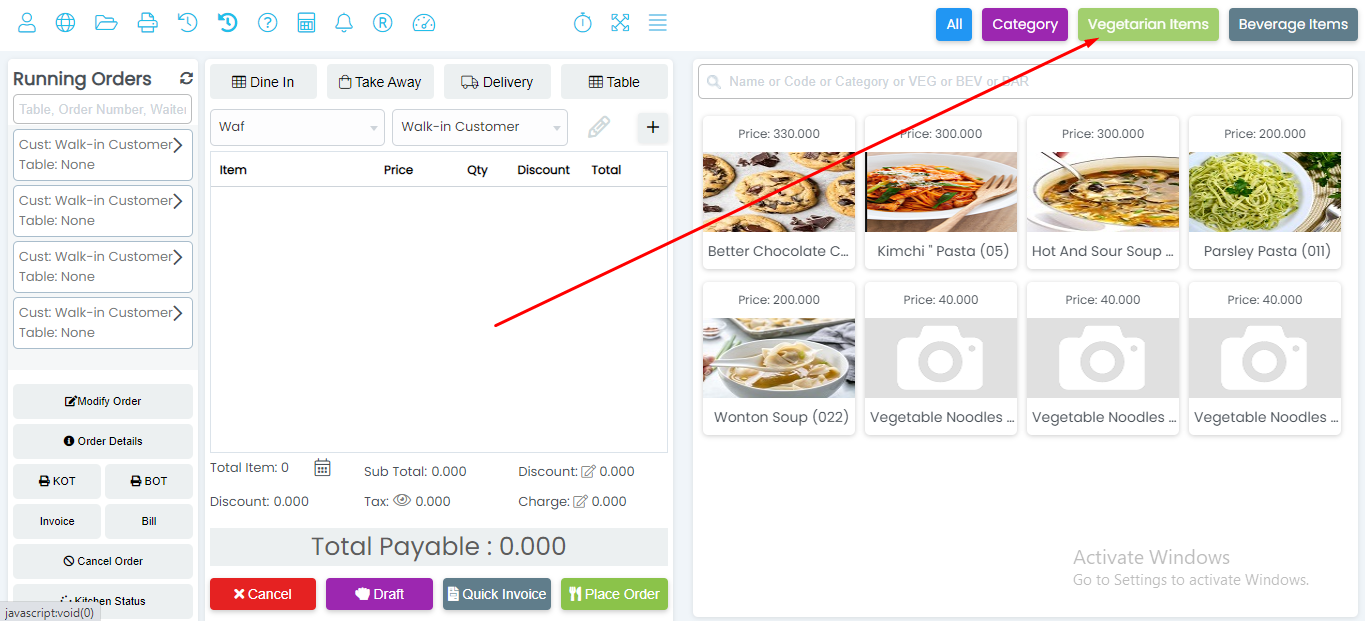 All
Category
Vegetarian Items
Beverage Items
Running Orders
Table, Order Number, Waiter
Cust: Walk-in Customer
Table: None
Cust: Walk-in Customer
Table: None
Cust: Walk-in Customer
Table: None
Cust: Walk-in Customer
Table: None
Modify Order
Order Details
KOT
BOT
Invoice
Bill
Cancel Order
Kitchen Status
javascript:void(0)
Dine In
Take Away
Delivery
Table
Waf
Walk-in Customer
Item Price Qty Discount Total
Total Item: 0
Sub Total: 0.000
Discount: 0.000
Discount: 0.000
Tax: 0.000
Charge: 0.000
Total Payable : 0.000
Cancel
Draft
Quick Invoice
Place Order
Name or Code or Category or VEG or BEV or BAR
Price: 330.000
Better Chocolate C...
Price: 300.000
Kimchi " Pasta (05)
Price: 300.000
Hot And Sour Soup ...
Price: 200.000
Parsley Pasta (011)
Price: 200.000
Wonton Soup (022)
Price: 40.000
Vegetable Noodles ...
Price: 40.000
Vegetable Noodles ...
Price: 40.000
Vegetable Noodles ...
Activate Windows
Go to Settings to activate Windows.